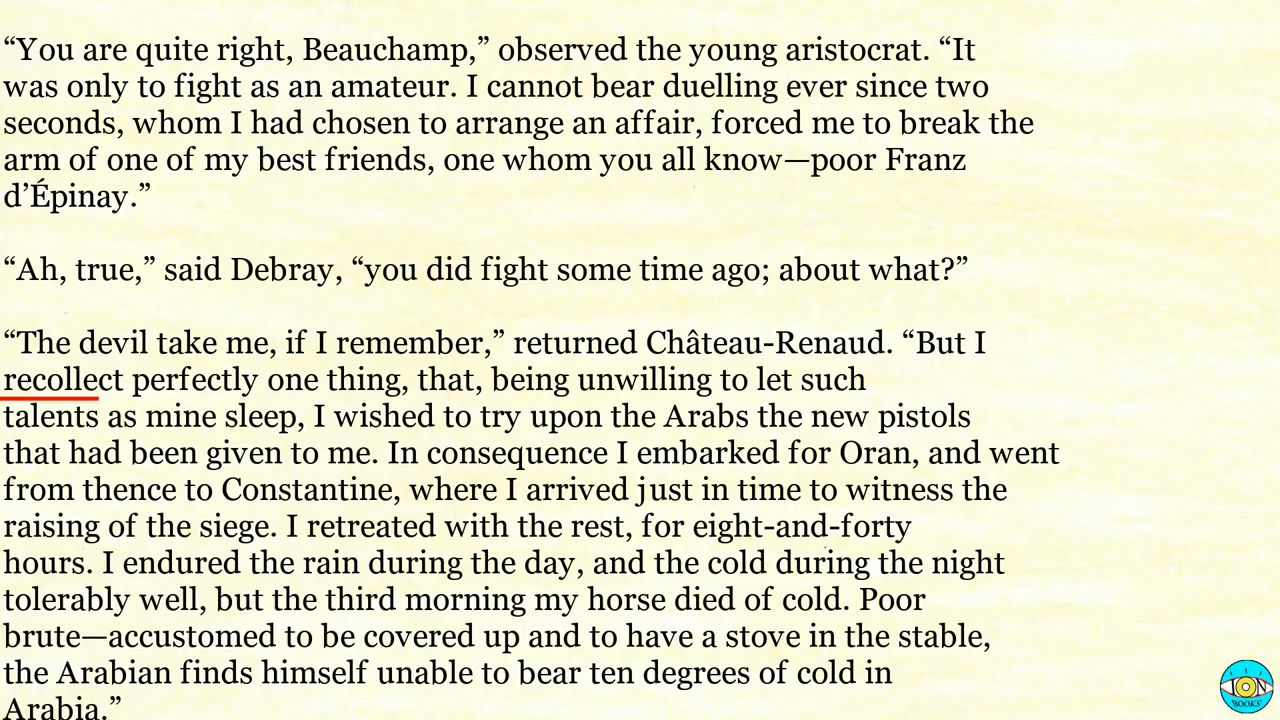 “You are quite right, Beauchamp,” observed the young aristocrat. “It
was only to fight as an amateur. I cannot bear duelling ever since two
seconds, whom I had chosen to arrange an affair, forced me to break the
arm of one of my best friends, one whom you all know—poor Franz
d’Épinay.”
“Ah, true,” said Debray, “you did fight some time ago; about what?”
“The devil take me, if I remember,” returned Château-Renaud. “But I
recollect perfectly one thing, that, being unwilling to let such
talents as mine sleep, I wished to try upon the Arabs the new pistols
that had been given to me. In consequence I embarked for Oran, and went
from thence to Constantine, where I arrived just in time to witness the
raising of the siege. I retreated with the rest, for eight-and-forty
hours. I endured the rain during the day, and the cold during the night
tolerably well, but the third morning my horse died of cold. Poor
brute—accustomed to be covered up and to have a stove in the stable,
the Arabian finds himself unable to bear ten degrees of cold in
Arabia.”
ION
BOOKS